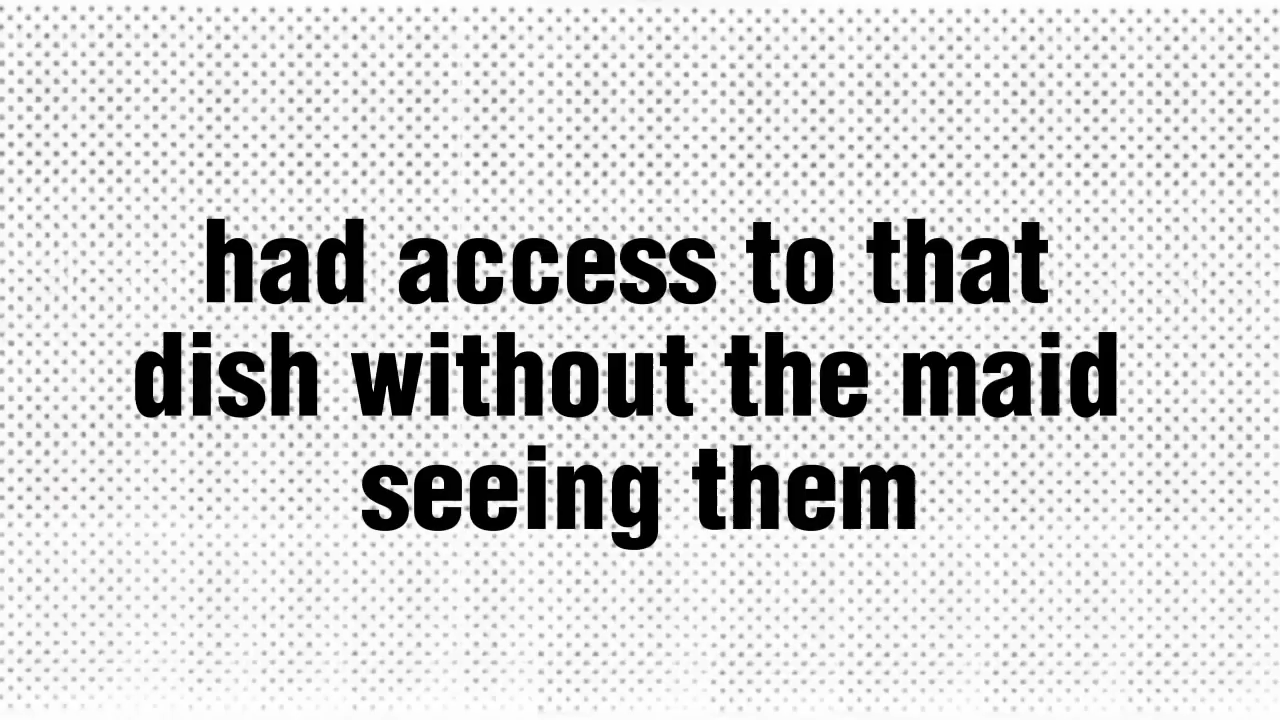 had access to that
dish without the maid
seeing them